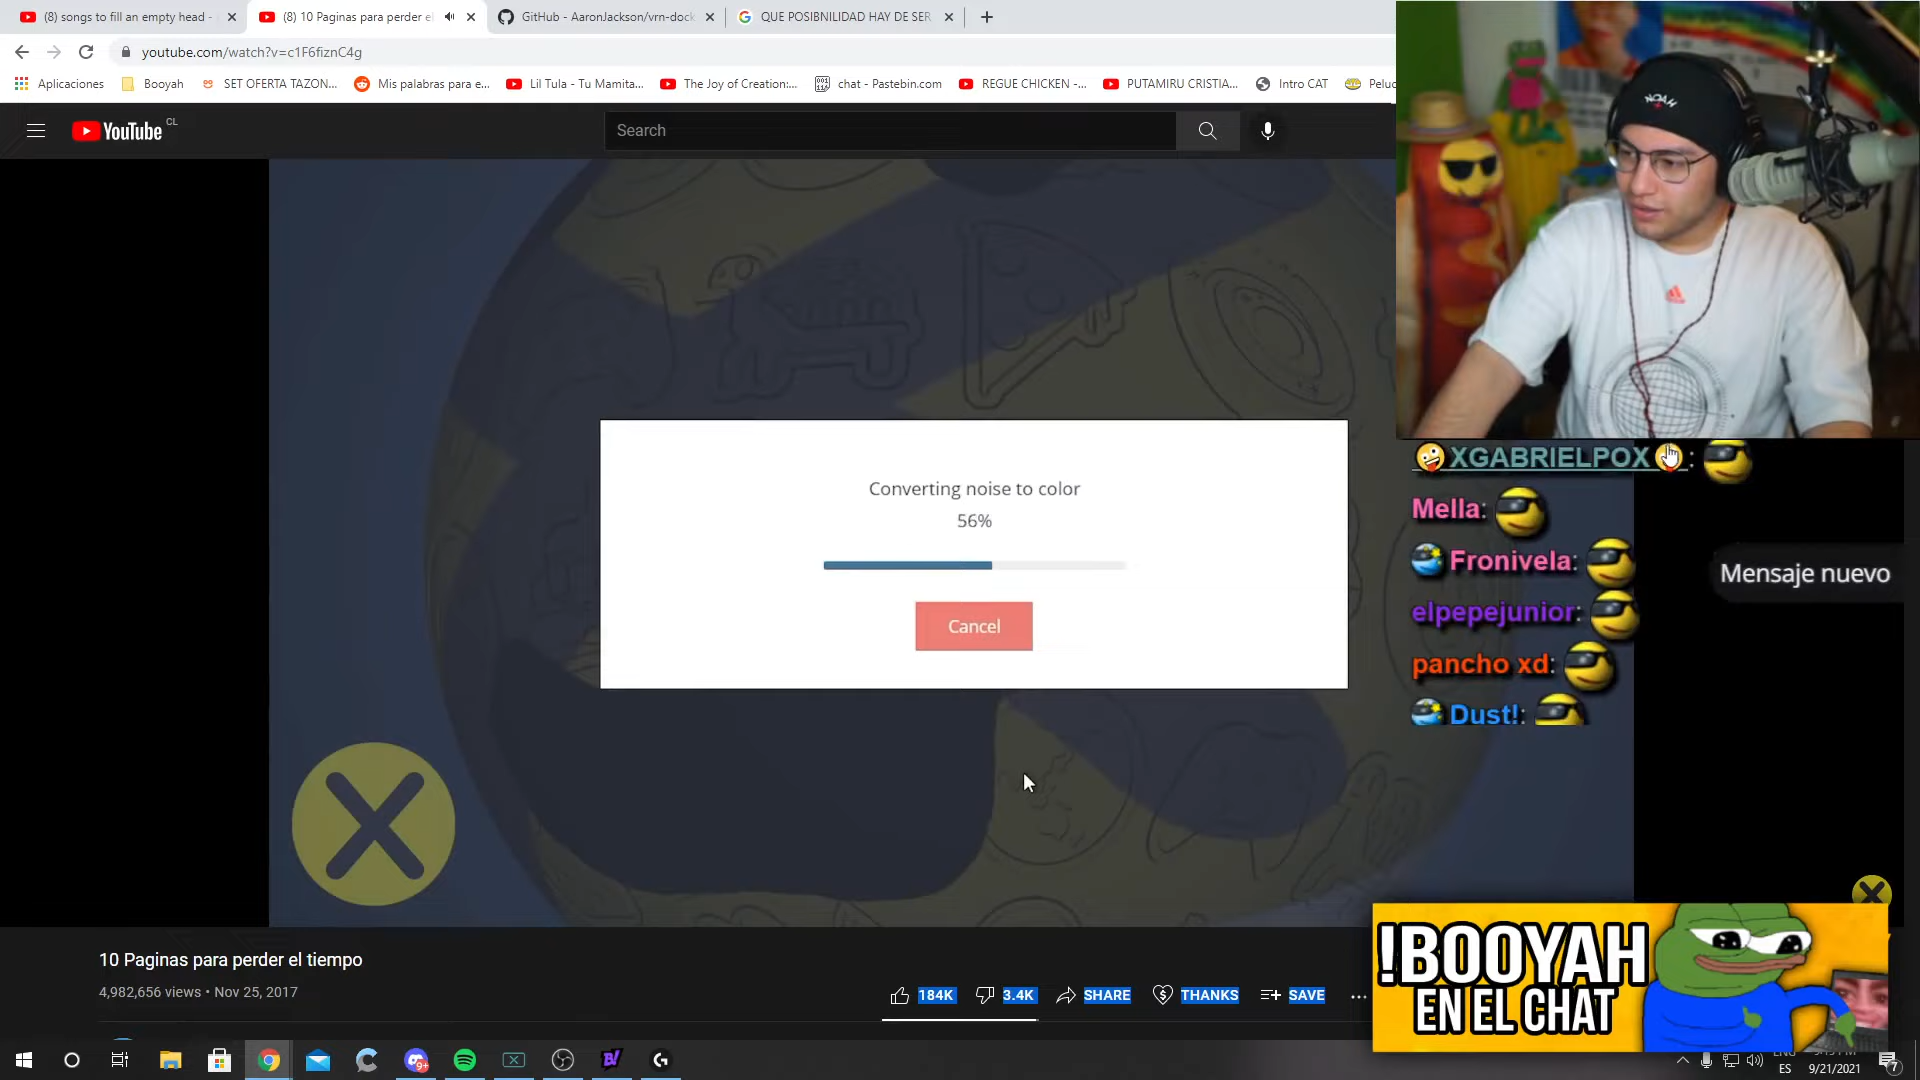 (8) songs to fill an empty head -
(8) 10 Paginas para perder el
GitHub - AaronJackson/vrn-dock
QUE POSIBNILIDAD HAY DE SER
youtube.com/watch?v=c1F6fiznC4g
Aplicaciones
Booyah
SET OFERTA TAZON...
Mis palabras para e...
Lil Tula - Tu Mamita...
The Joy of Creation:...
chat - Pastebin.com
REGUE CHICKEN -...
PUTAMIRU CRISTIA...
Intro CAT
YouTube CL
Search
NOAH
Converting noise to color
56%
Cancel
XGABRIELPOX :
Mella:
Fronivela:
elpepejunior:
pancho xd:
Dust!:
Mensaje nuevo
10 Paginas para perder el tiempo
4,982,656 views • Nov 25, 2017
184K
3.4K
SHARE
THANKS
SAVE
...
!BOOYAH
EN EL CHAT
9+
ES
9/21/2021
7